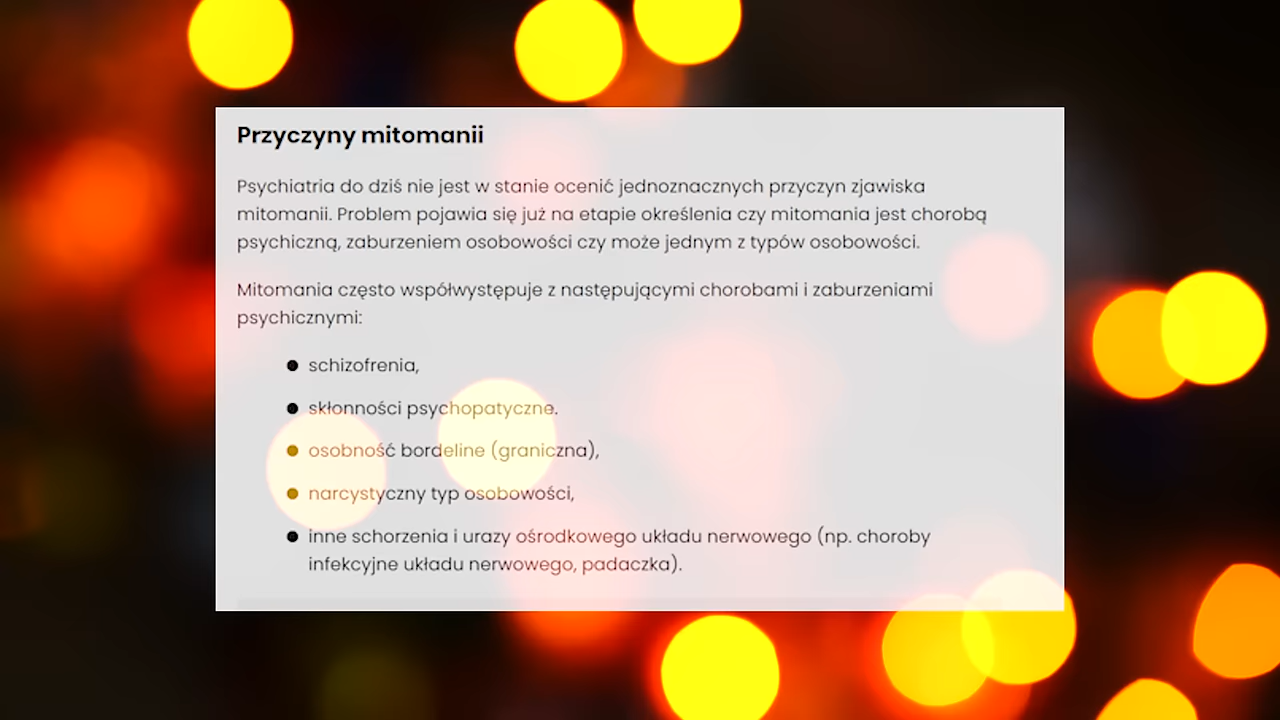 Przyczyny mitomanii
Psychiatria do dziś nie jest w stanie ocenić jednoznacznych przyczyn zjawiska
mitomanii. Problem pojawia się już na etapie określenia czy mitomania jest chorobą
psychiczną, zaburzeniem osobowości czy może jednym z typów osobowości.
Mitomania często współwystępuje z następującymi chorobami i zaburzeniami
psychicznymi:
● schizofrenia,
● skłonności psychopatyczne.
● osobność bordeline (graniczna),
● narcystyczny typ osobowości,
● inne schorzenia i urazy ośrodkowego układu nerwowego (np. choroby
infekcyjne układu nerwowego, padaczka).